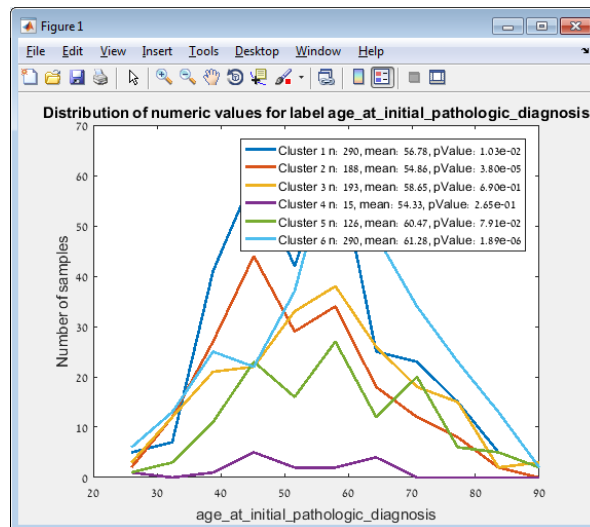 Figure 1
File Edit View Insert Tools Desktop Window Help
Distribution of numeric values for label age_at_initial_pathologic_diagnosis
70
60
50
40
30
20
10
0
Number of samples
Cluster 1 n: 290, mean: 56.78, pValue: 1.03e-02
Cluster 2 n: 188, mean: 54.86, pValue: 3.80e-05
Cluster 3 n: 193, mean: 58.65, pValue: 6.90e-01
Cluster 4 n: 15, mean: 54.33, pValue: 2.65e-01
Cluster 5 n: 126, mean: 60.47, pValue: 7.91e-02
Cluster 6 n: 290, mean: 61.28, pValue: 1.89e-06
20 30 40 50 60 70 80 90
age_at_initial_pathologic_diagnosis